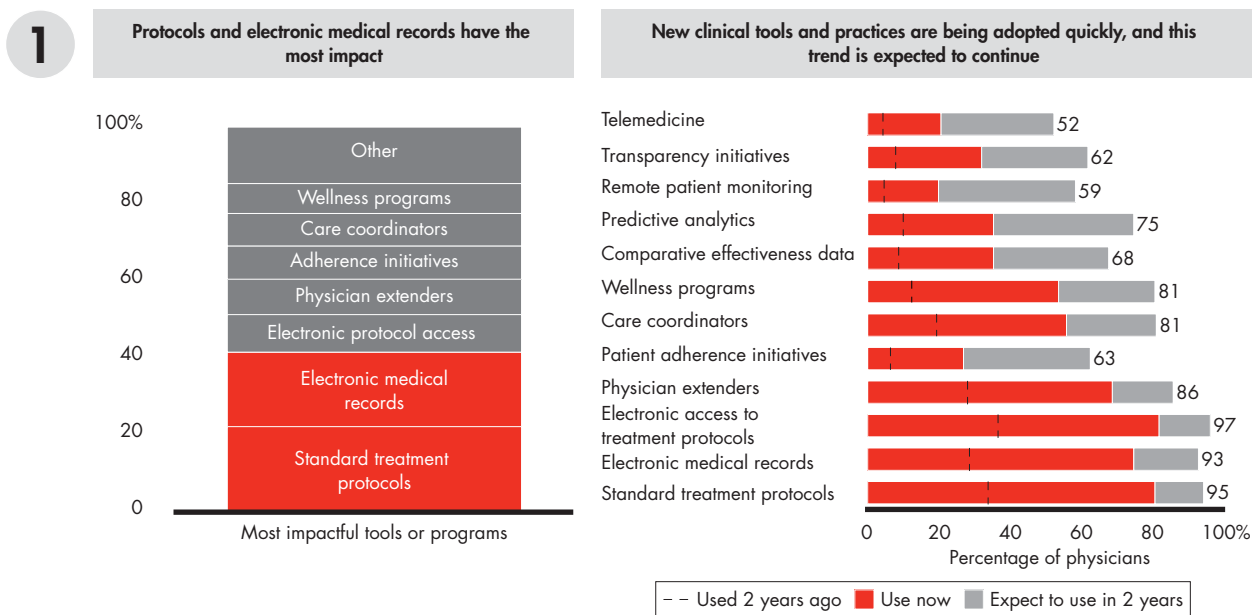 1
Protocols and electronic medical records have the
most impact
100%
80
60
40
20
0
Other
Wellness programs
Care coordinators
Adherence initiatives
Physician extenders
Electronic protocol access
Electronic medical
records
Standard treatment
protocols
Most impactful tools or programs
New clinical tools and practices are being adopted quickly, and this
trend is expected to continue
Telemedicine 52
Transparency initiatives 62
Remote patient monitoring 59
Predictive analytics 75
Comparative effectiveness data 68
Wellness programs 81
Care coordinators 81
Patient adherence initiatives 63
Physician extenders 86
Electronic access to
treatment protocols 97
Electronic medical records 93
Standard treatment protocols 95
0 20 40 60 80 100%
Percentage of physicians
Used 2 years ago Use now Expect to use in 2 years